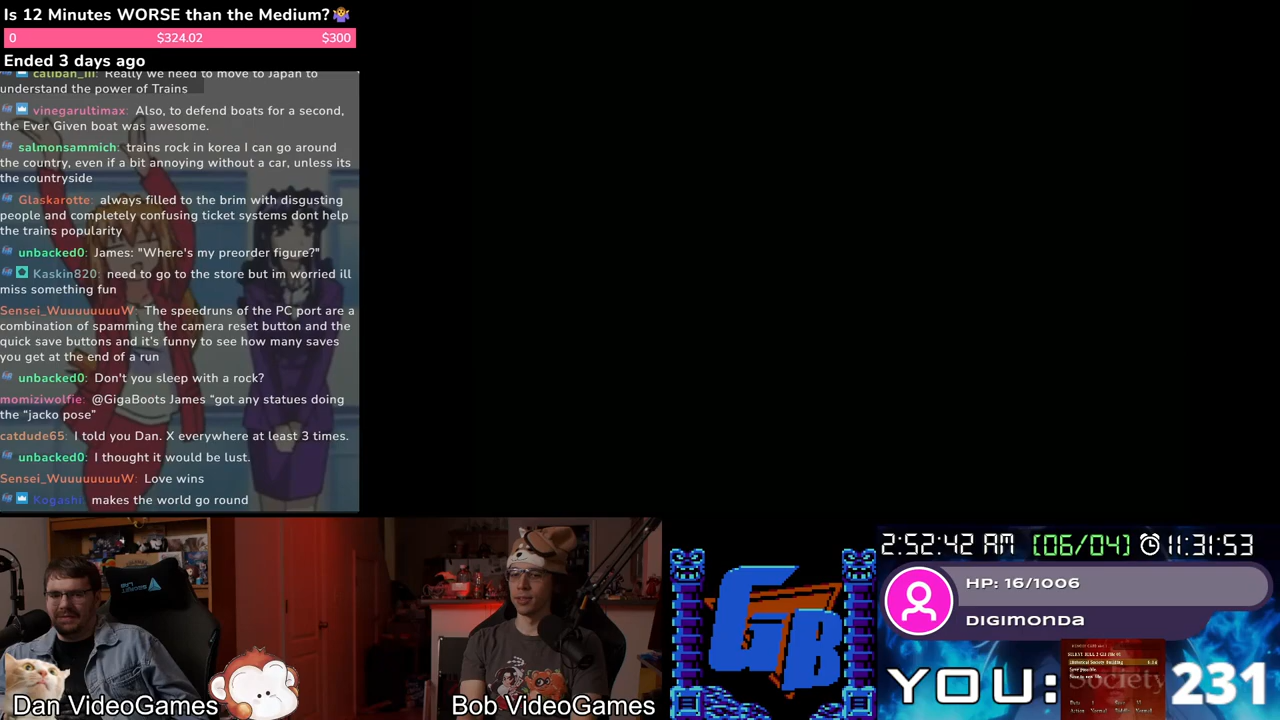 Is 12 Minutes WORSE than the Medium?🤷‍♀️
0 $324.02 $300
Ended 3 days ago
caliban_iii: Really we need to move to Japan to
understand the power of Trains
vinegarultimax: Also, to defend boats for a second,
the Ever Given boat was awesome.
salmonsammich: trains rock in korea I can go around
the country, even if a bit annoying without a car, unless its
the countryside
Glaskarotte: always filled to the brim with disgusting
people and completely confusing ticket systems dont help
the trains popularity
unbacked0: James: "Where's my preorder figure?"
Kaskin820: need to go to the store but im worried ill
miss something fun
Sensei_WuuuuuuuuW: The speedruns of the PC port are a
combination of spamming the camera reset button and the
quick save buttons and it's funny to see how many saves
you get at the end of a run
unbacked0: Don't you sleep with a rock?
momiziwolfie: @GigaBoots James “got any statues doing
the “jacko pose”
catdude65: I told you Dan. X everywhere at least 3 times.
unbacked0: I thought it would be lust.
Sensei_WuuuuuuuuW: Love wins
Kogashi: makes the world go round
Dan VideoGames
Bob VideoGames
GB
2:52:42 AM [06/04] 11:31:53
HP: 16/1006
DIGIMONDA
YOU: 231
Society